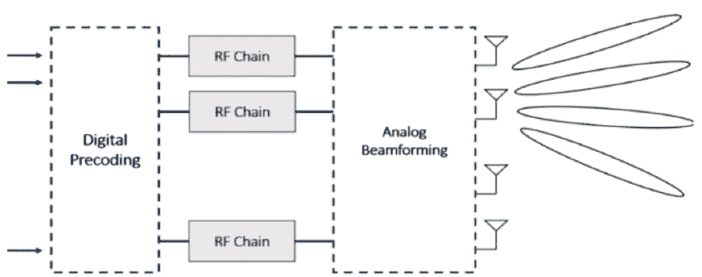 RF Chain
RF Chain
Digital
Precoding
Analog
Beamforming
RF Chain